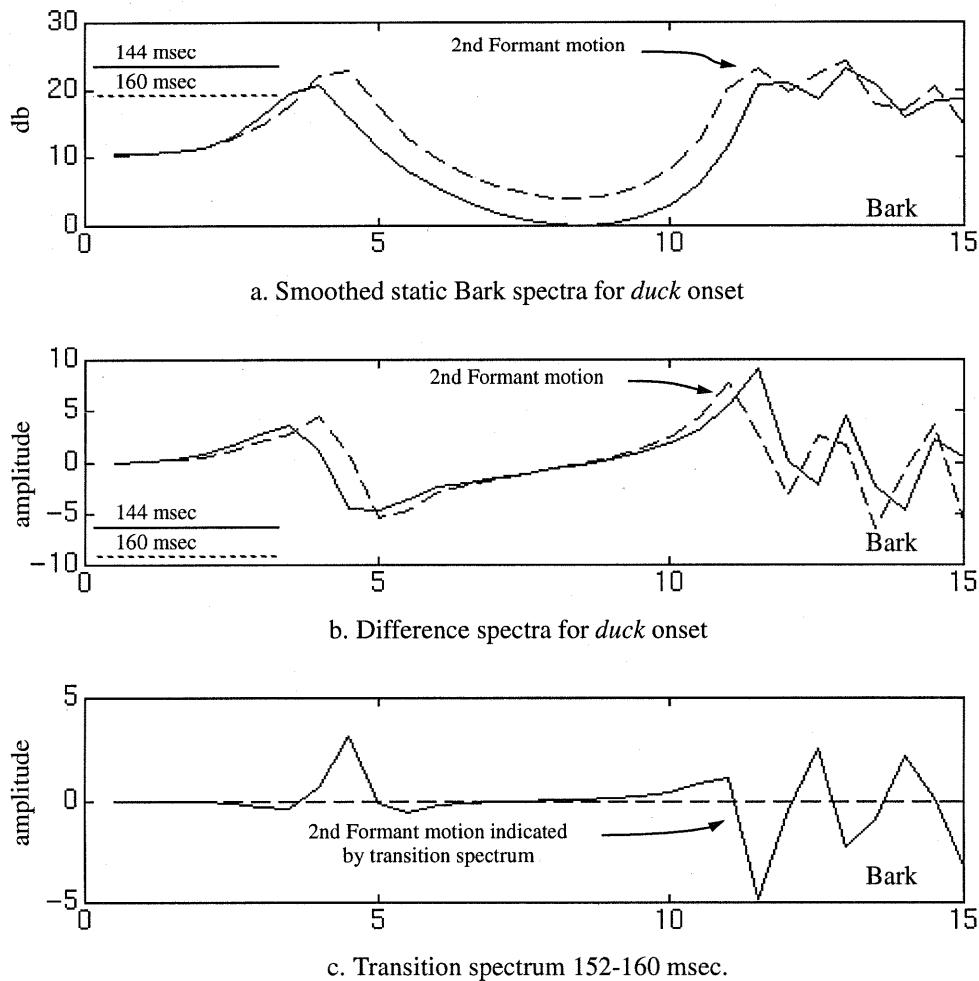 30
144 msec
2nd Formant motion
160 msec
20
db
10
Bark
0
0 5 10 15
a. Smoothed static Bark spectra for duck onset
10
2nd Formant motion
5
amplitude
0
144 msec
-5
160 msec
Bark
-10
0 5 10 15
b. Difference spectra for duck onset
5
amplitude
0
2nd Formant motion indicated
by transition spectrum
Bark
-5
0 5 10 15
c. Transition spectrum 152-160 msec.